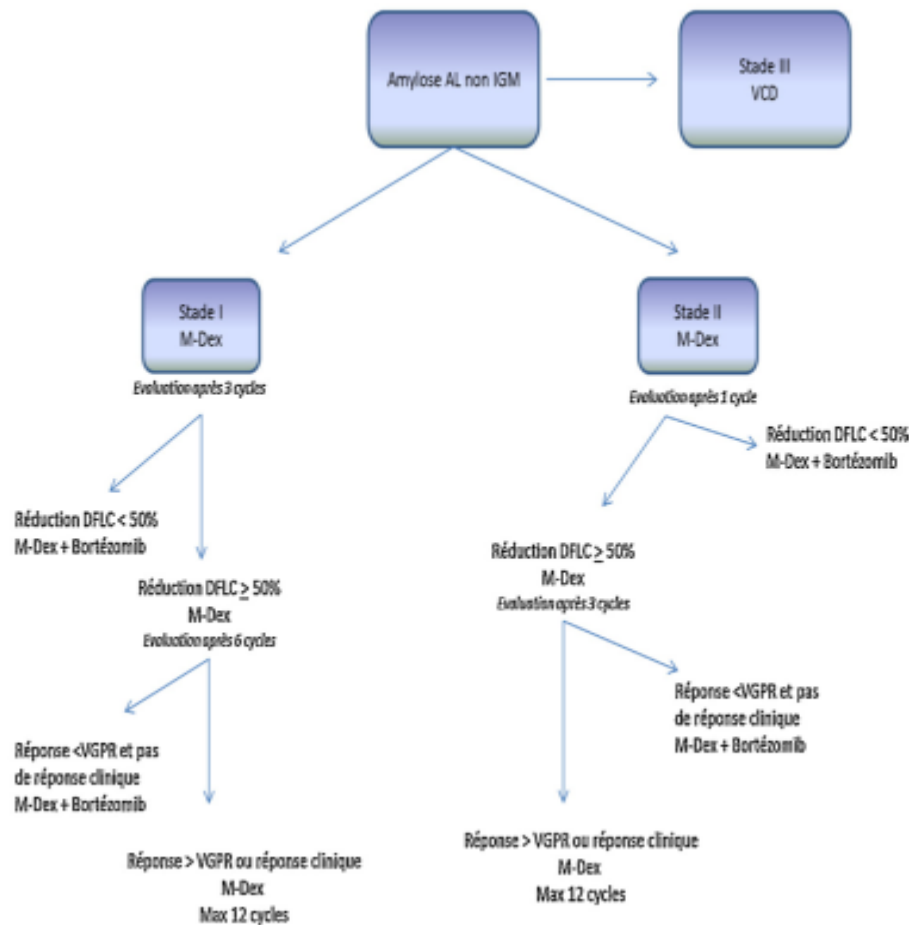 Amylose AL non IGM
Stade III
VCD
Stade I
M-Dex
Evaluation après 3 cycles
Stade II
M-Dex
Evaluation après 1 cycle
Réduction DFLC < 50%
M-Dex + Bortézomib
Réduction DFLC < 50%
M-Dex + Bortézomib
Réduction DFLC ≥ 50%
M-Dex
Evaluation après 6 cycles
Réduction DFLC ≥ 50%
M-Dex
Evaluation après 3 cycles
Réponse <VGPR et pas
de réponse clinique
M-Dex + Bortézomib
Réponse > VGPR ou réponse clinique
M-Dex
Max 12 cycles
Réponse <VGPR et pas
de réponse clinique
M-Dex + Bortézomib
Réponse > VGPR ou réponse clinique
M-Dex
Max 12 cycles